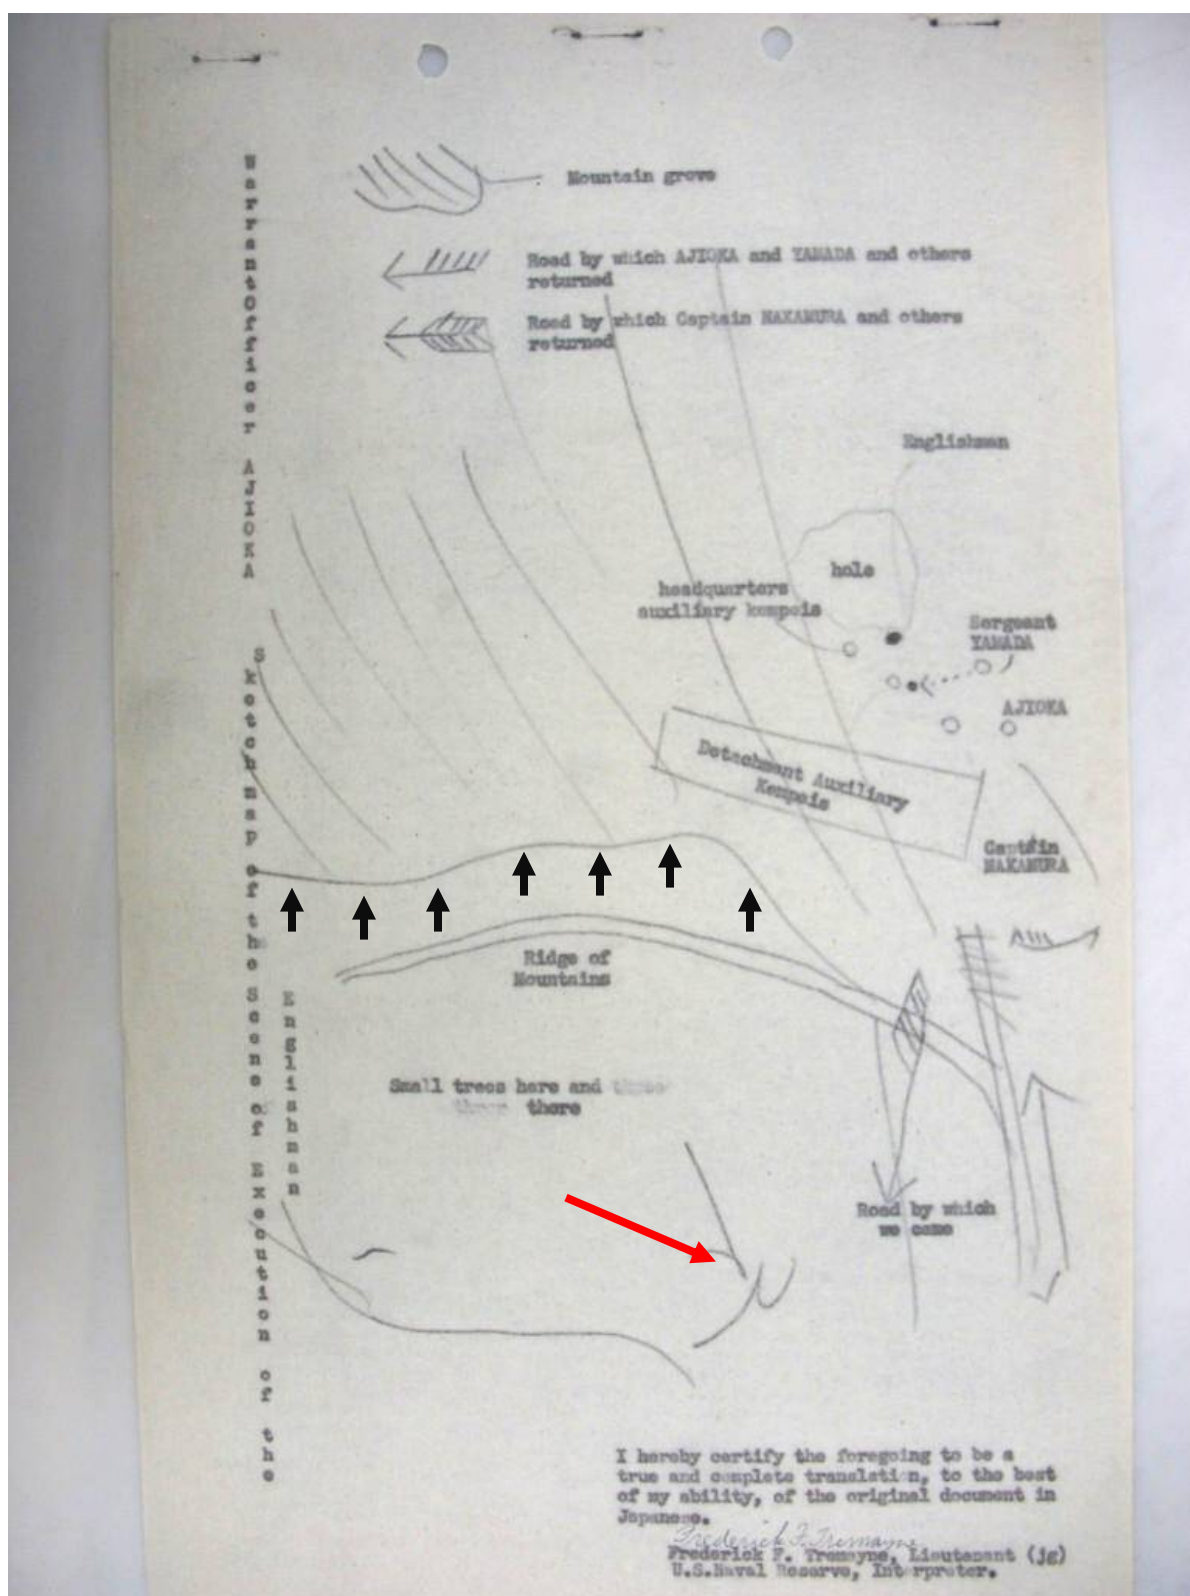 Warrant Officer AJIOKA Sketch map of the Scene of Execution of the
Englishman
Mountain grove
Road by which AJIOKA and YAMADA and others
returned
Road by which Captain NAKAMURA and others
returned
Englishman
hole
headquarters
auxiliary kempeis
Sergeant
YAMADA
AJIOKA
Detachment Auxiliary
Kempeis
Captain
NAKAMURA
Ridge of
Mountains
Small trees here and
there
Road by which
we came
I hereby certify the foregoing to be a
true and complete translation, to the best
of my ability, of the original document in
Japanese.
Frederick F. Tremayne
Frederick F. Tremayne, Lieutenant (jg)
U.S.Naval Reserve, Interpreter.